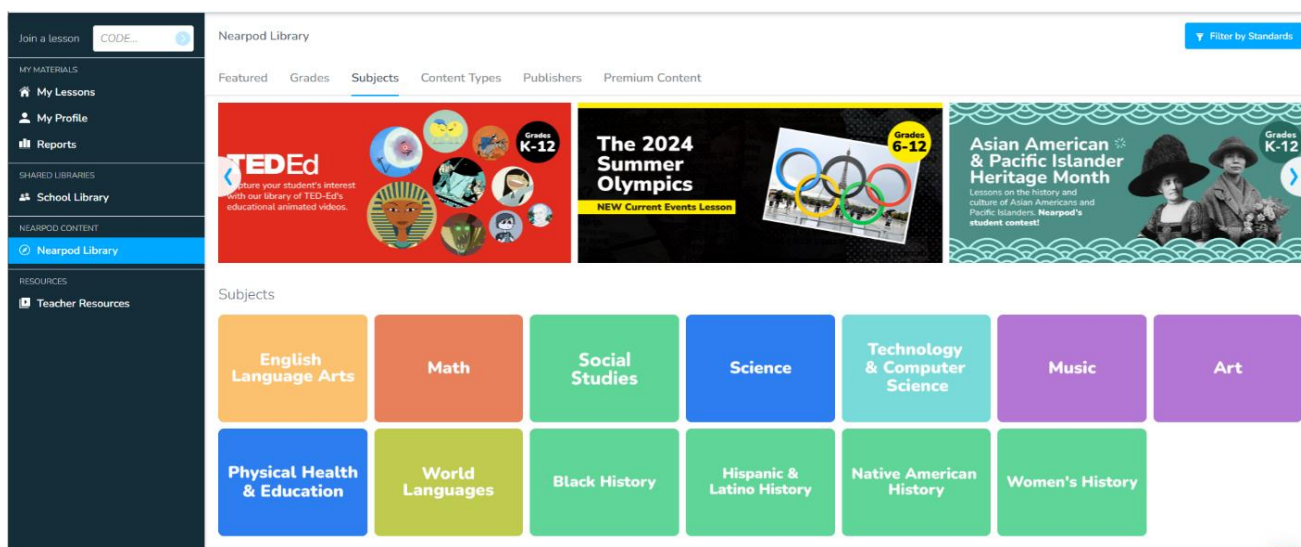 Join a lesson
CODE...
MY MATERIALS
My Lessons
My Profile
Reports
SHARED LIBRARIES
School Library
NEARPOD CONTENT
Nearpod Library
RESOURCES
Teacher Resources
Nearpod Library
Filter by Standards
Featured Grades Subjects Content Types Publishers Premium Content
TEDEd
Grades
K-12
your student's interest
with our library of TED-Ed's
educational animated videos.
The 2024
Summer
Olympics
NEW Current Events Lesson
Grades
6-12
Asian American
& Pacific Islander
Heritage Month
Lessons on the history and
culture of Asian Americans and
Pacific Islanders. Nearpod's
student contest!
Grades
K-12
Subjects
English
Language Arts
Math
Social
Studies
Science
Technology
& Computer
Science
Music
Art
Physical Health
& Education
World
Languages
Black History
Hispanic &
Latino History
Native American
History
Women's History